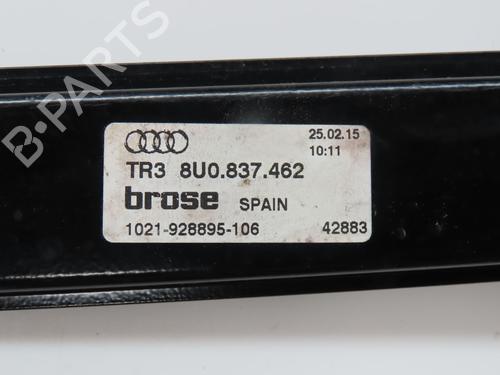 B-PARTS
25.02.15
10:11
TR3 8U0.837.462
brose SPAIN
1021-928895-106 42883